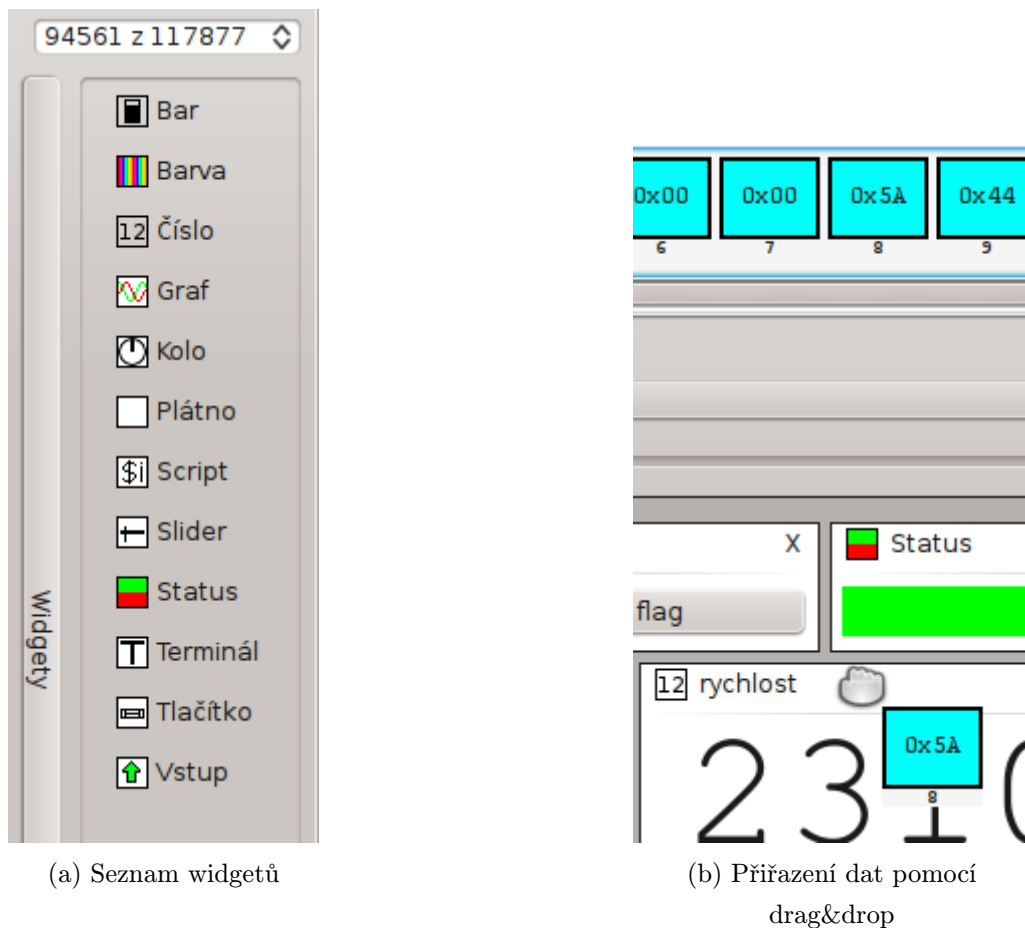 94561 z 117877
Widgety
Bar
Barva
12 Číslo
Graf
Kolo
Plátno
$i Script
Slider
Status
T Terminál
Tlačítko
Vstup
(a) Seznam widgetů
0x00 0x00 0x5A 0x44
6 7 8 9
X
Status
flag
12 rychlost
0x5A
8
231
(b) Přiřazení dat pomocí
drag&drop